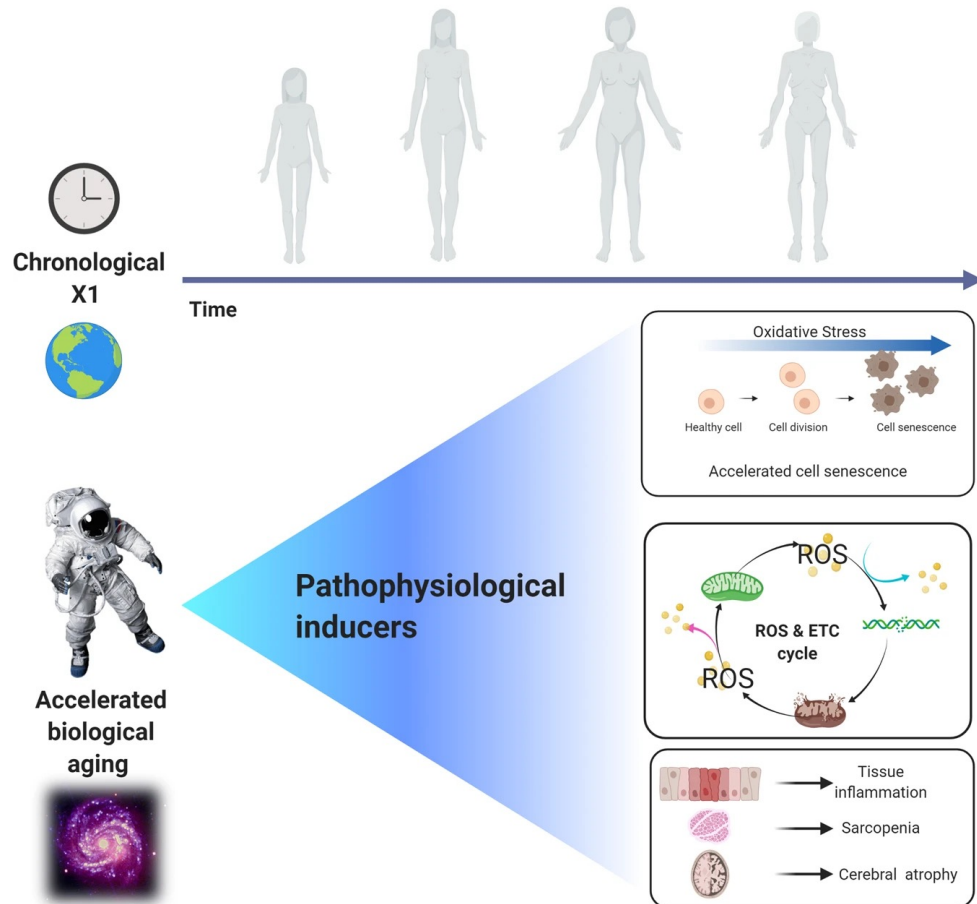 Chronological
X1
Time
Oxidative Stress
Healthy cell
Cell division
Cell senescence
Accelerated cell senescence
Pathophysiological
inducers
ROS
ROS & ETC
cycle
ROS
Accelerated
biological
aging
Tissue
inflammation
Sarcopenia
Cerebral atrophy